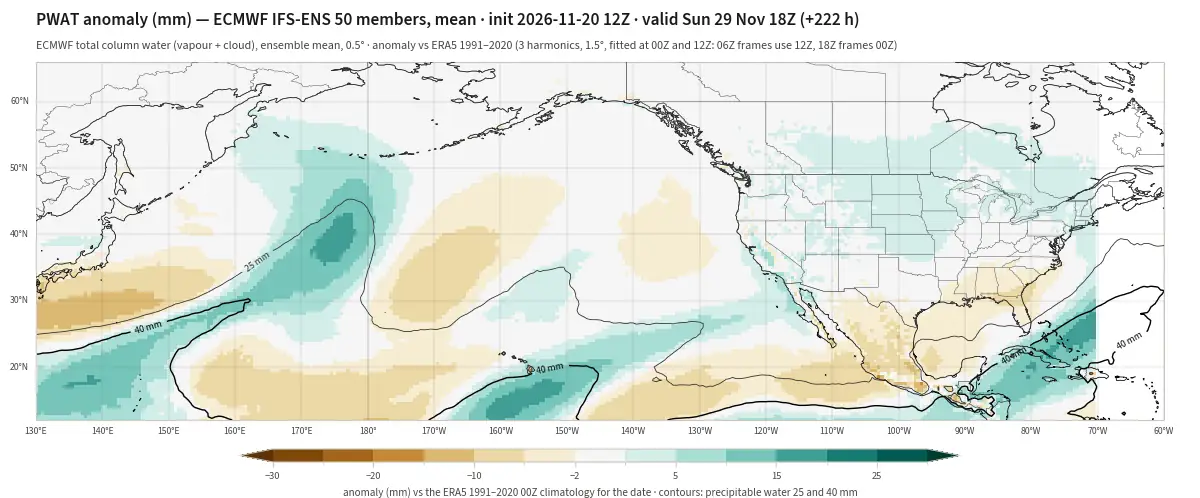 PWAT anomaly (mm) — ECMWF IFS-ENS 50 members, mean · init 2026-11-20 12Z · valid Sun 29 Nov 18Z (+222 h)
ECMWF total column water (vapour + cloud), ensemble mean, 0.5° · anomaly vs ERA5 1991–2020 (3 harmonics, 1.5°, fitted at 00Z and 12Z: 06Z frames use 12Z, 18Z frames 00Z)
60°N
50°N
40°N
30°N
20°N
25 mm
40 mm
40 mm
40 mm
40 mm
130°E 140°E 150°E 160°E 170°E 180° 170°W 160°W 150°W 140°W 130°W 120°W 110°W 100°W 90°W 80°W 70°W 60°W
−30 −20 −10 −2 5 15 25
anomaly (mm) vs the ERA5 1991–2020 00Z climatology for the date · contours: precipitable water 25 and 40 mm